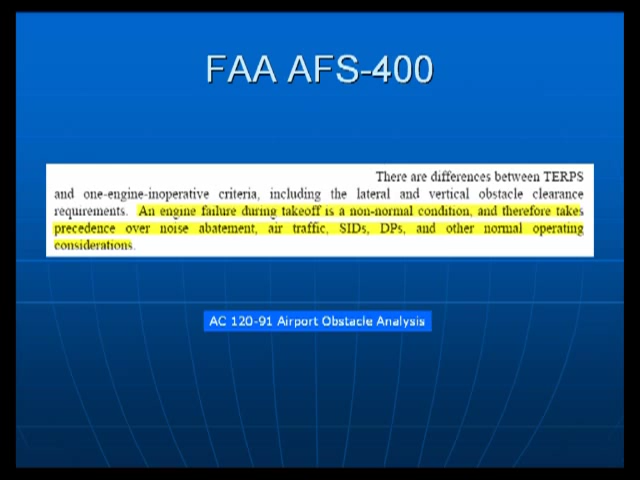 FAA AFS-400
There are differences between TERPS
and one-engine-inoperative criteria, including the lateral and vertical obstacle clearance
requirements. An engine failure during takeoff is a non-normal condition, and therefore takes
precedence over noise abatement, air traffic, SIDs, DPs, and other normal operating
considerations.
AC 120-91 Airport Obstacle Analysis